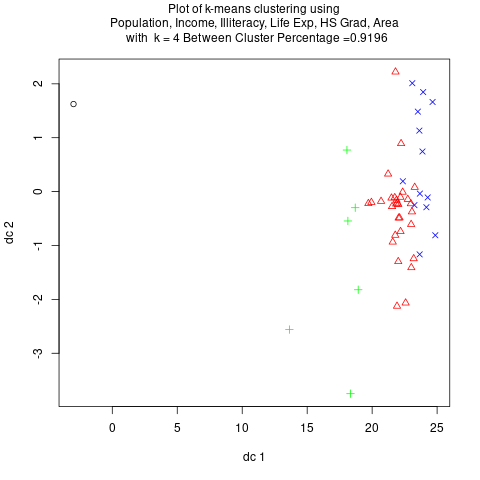 Plot of k-means clustering using
Population, Income, Illiteracy, Life Exp, HS Grad, Area
with k = 4 Between Cluster Percentage =0.9196
2
1
0
-1
-2
-3
dc 2
0 5 10 15 20 25
dc 1